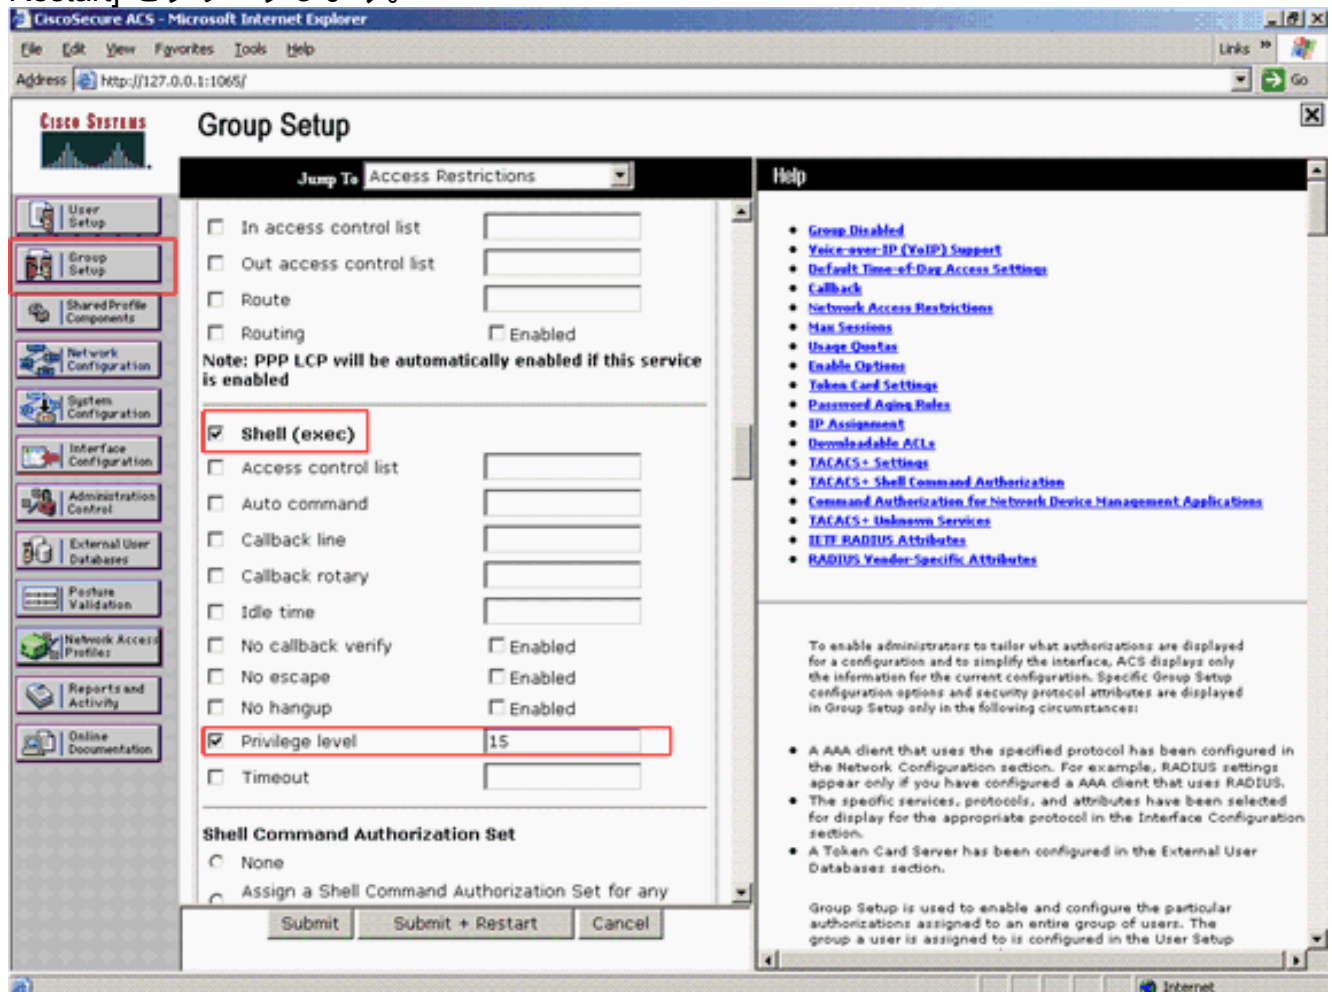 Restart] をクリックします。
CiscoSecure ACS - Microsoft Internet Explorer
File Edit View Favorites Tools Help
Links »
Address http://127.0.0.1:1065/
Go
CISCO SYSTEMS
Group Setup
Jump To Access Restrictions
User Setup
Group Setup
Shared Profile Components
Network Configuration
System Configuration
Interface Configuration
Administration Control
External User Databases
Posture Validation
Network Access Profiles
Reports and Activity
Online Documentation
In access control list
Out access control list
Route
Routing Enabled
Note: PPP LCP will be automatically enabled if this service
is enabled
Shell (exec)
Access control list
Auto command
Callback line
Callback rotary
Idle time
No callback verify Enabled
No escape Enabled
No hangup Enabled
Privilege level 15
Timeout
Shell Command Authorization Set
None
Assign a Shell Command Authorization Set for any
Submit Submit + Restart Cancel
Help
Group Disabled
Voice-over-IP (VoIP) Support
Default Time-of-Day Access Settings
Callback
Network Access Restrictions
Max Sessions
Usage Quotas
Enable Options
Token Card Settings
Password Aging Rules
IP Assignment
Downloadable ACLs
TACACS+ Settings
TACACS+ Shell Command Authorization
Command Authorization for Network Device Management Applications
TACACS+ Unknown Services
IETF RADIUS Attributes
RADIUS Vendor-Specific Attributes
To enable administrators to tailor what authorizations are displayed
for a configuration and to simplify the interface, ACS displays only
the information for the current configuration. Specific Group Setup
configuration options and security protocol attributes are displayed
in Group Setup only in the following circumstances:
A AAA client that uses the specified protocol has been configured in
the Network Configuration section. For example, RADIUS settings
appear only if you have configured a AAA client that uses RADIUS.
The specific services, protocols, and attributes have been selected
for display for the appropriate protocol in the Interface Configuration
section.
A Token Card Server has been configured in the External User
Databases section.
Group Setup is used to enable and configure the particular
authorizations assigned to an entire group of users. The
group a user is assigned to is configured in the User Setup
Internet